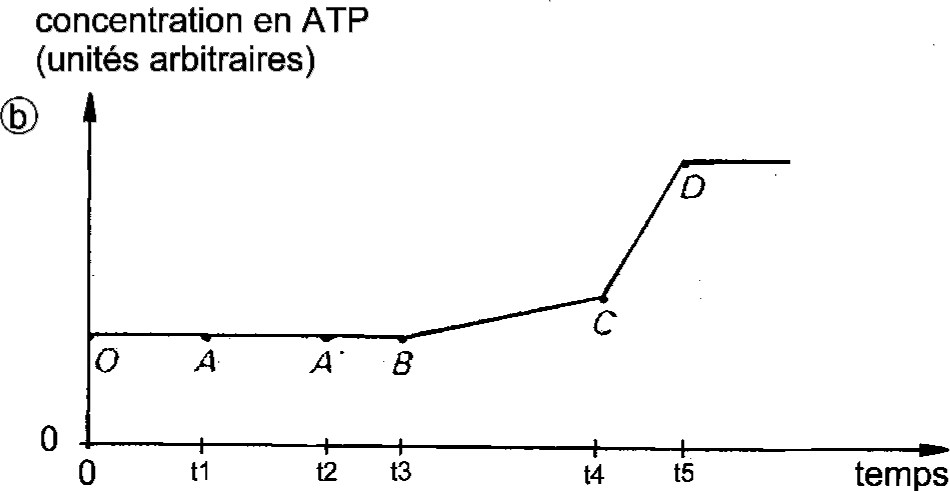 concentration en ATP
(unités arbitraires)
b
D
C
O A A' B
0
0 t1 t2 t3 t4 t5 temps